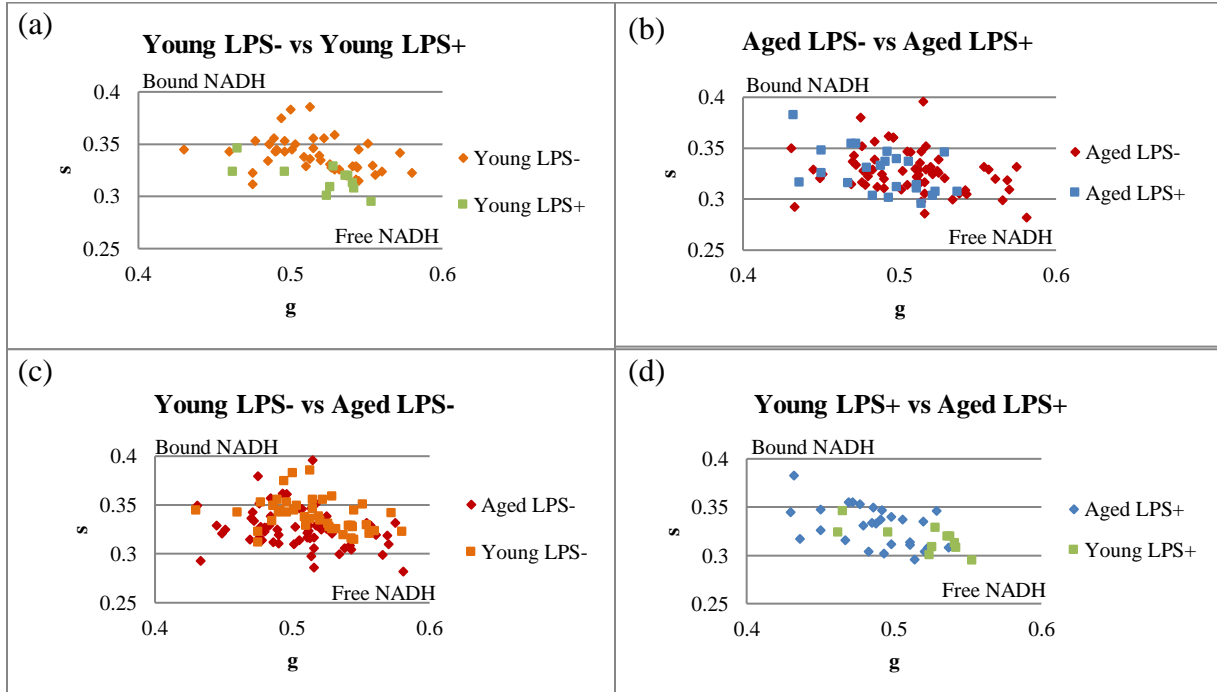 (a)
Young LPS- vs Young LPS+
Bound NADH
0.4
0.35
0.3
0.25
s
Free NADH
0.4
0.5
0.6
g
Young LPS-
Young LPS+
(b)
Aged LPS- vs Aged LPS+
Bound NADH
0.4
0.35
0.3
0.25
s
Free NADH
0.4
0.5
0.6
g
Aged LPS-
Aged LPS+
(c)
Young LPS- vs Aged LPS-
Bound NADH
0.4
0.35
0.3
0.25
s
Free NADH
0.4
0.5
0.6
g
Aged LPS-
Young LPS-
(d)
Young LPS+ vs Aged LPS+
Bound NADH
0.4
0.35
0.3
0.25
s
Free NADH
0.4
0.5
0.6
g
Aged LPS+
Young LPS+